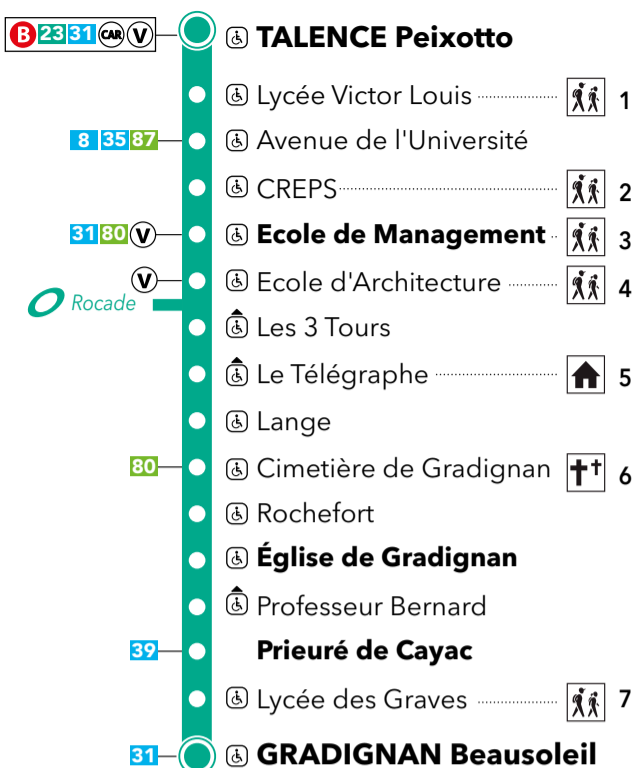 B 23 31 CAR V TALENCE Peixotto
Lycée Victor Louis 1
8 35 87 Avenue de l'Université
CREPS 2
31 80 V Ecole de Management 3
V Ecole d'Architecture 4
Rocade
Les 3 Tours
Le Télégraphe 5
Lange
80 Cimetière de Gradignan 6
Rochefort
Église de Gradignan
Professeur Bernard
39 Prieuré de Cayac
Lycée des Graves 7
31 GRADIGNAN Beausoleil